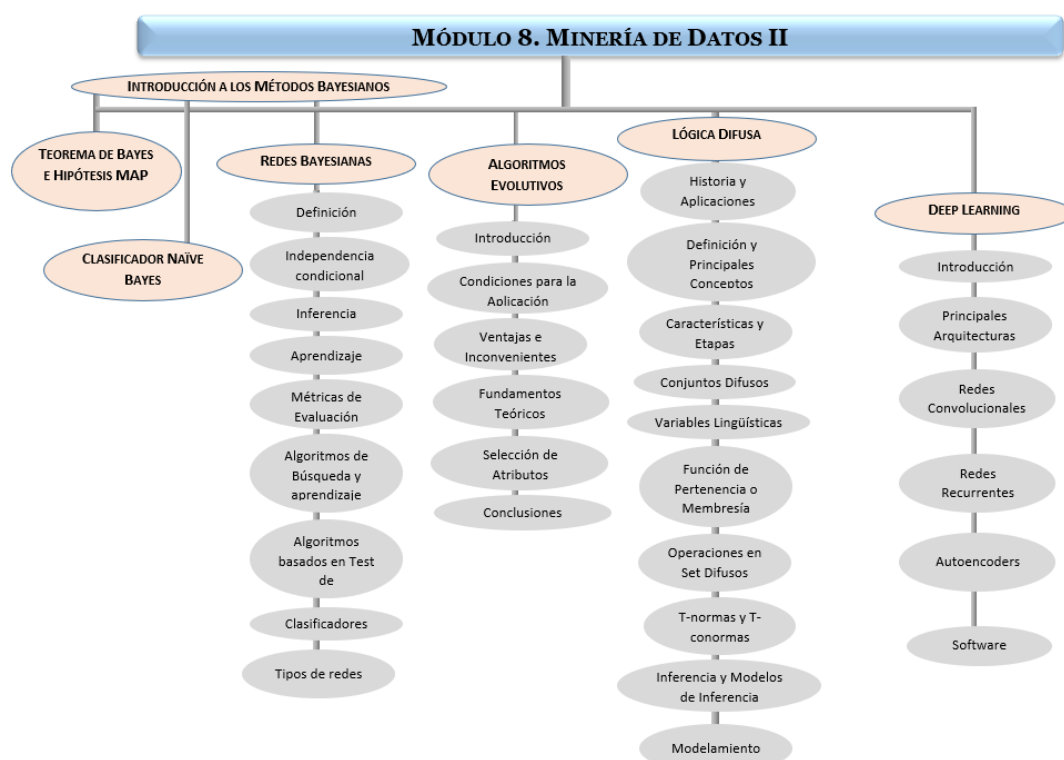 MÓDULO 8. MINERÍA DE DATOS II
INTRODUCCIÓN A LOS MÉTODOS BAYESIANOS
TEOREMA DE BAYES
E HIPÓTESIS MAP
CLASIFICADOR NAÏVE
BAYES
REDES BAYESIANAS
Definición
Independencia
condicional
Inferencia
Aprendizaje
Métricas de
Evaluación
Algoritmos de
Búsqueda y
aprendizaje
Algoritmos
basados en Test
de
Clasificadores
Tipos de redes
ALGORITMOS
EVOLUTIVOS
Introducción
Condiciones para la
Aplicación
Ventajas e
Inconvenientes
Fundamentos
Teóricos
Selección de
Atributos
Conclusiones
LÓGICA DIFUSA
Historia y
Aplicaciones
Definición y
Principales
Conceptos
Características y
Etapas
Conjuntos Difusos
Variables Lingüísticas
Función de
Pertenencia o
Membresía
Operaciones en
Set Difusos
T-normas y T-
conormas
Inferencia y Modelos
de Inferencia
Modelamiento
DEEP LEARNING
Introducción
Principales
Arquitecturas
Redes
Convolucionales
Redes
Recurrentes
Autoencoders
Software